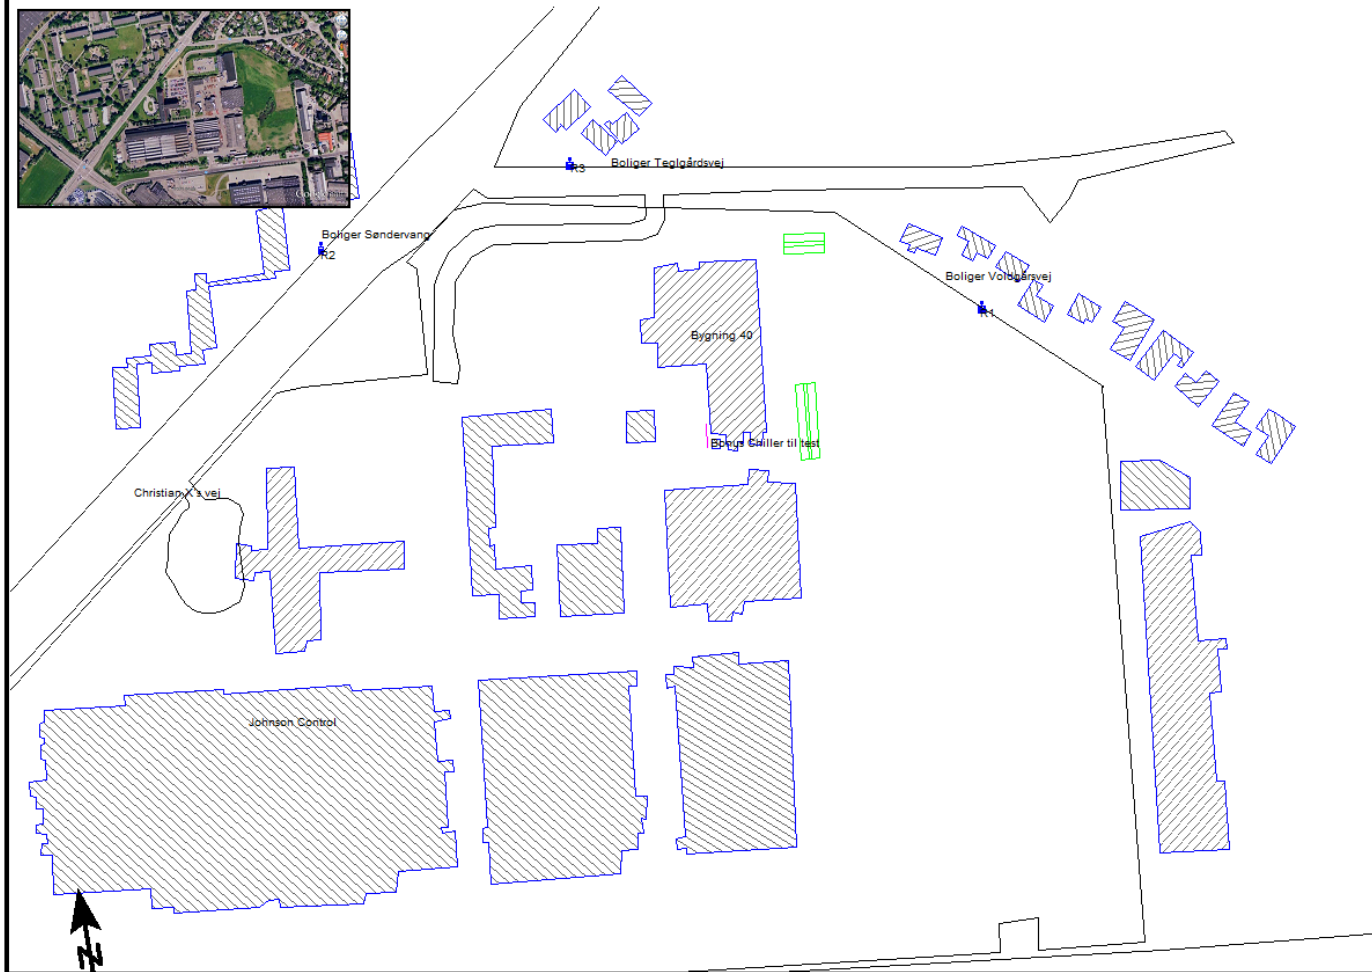 Boliger Teglgårdsvej
R3
Boliger Søndervang
R2
Boliger Voldgårsvej
R1
Bygning 40
Bonus Chiller til test
Christian X's vej
Johnson Control
N